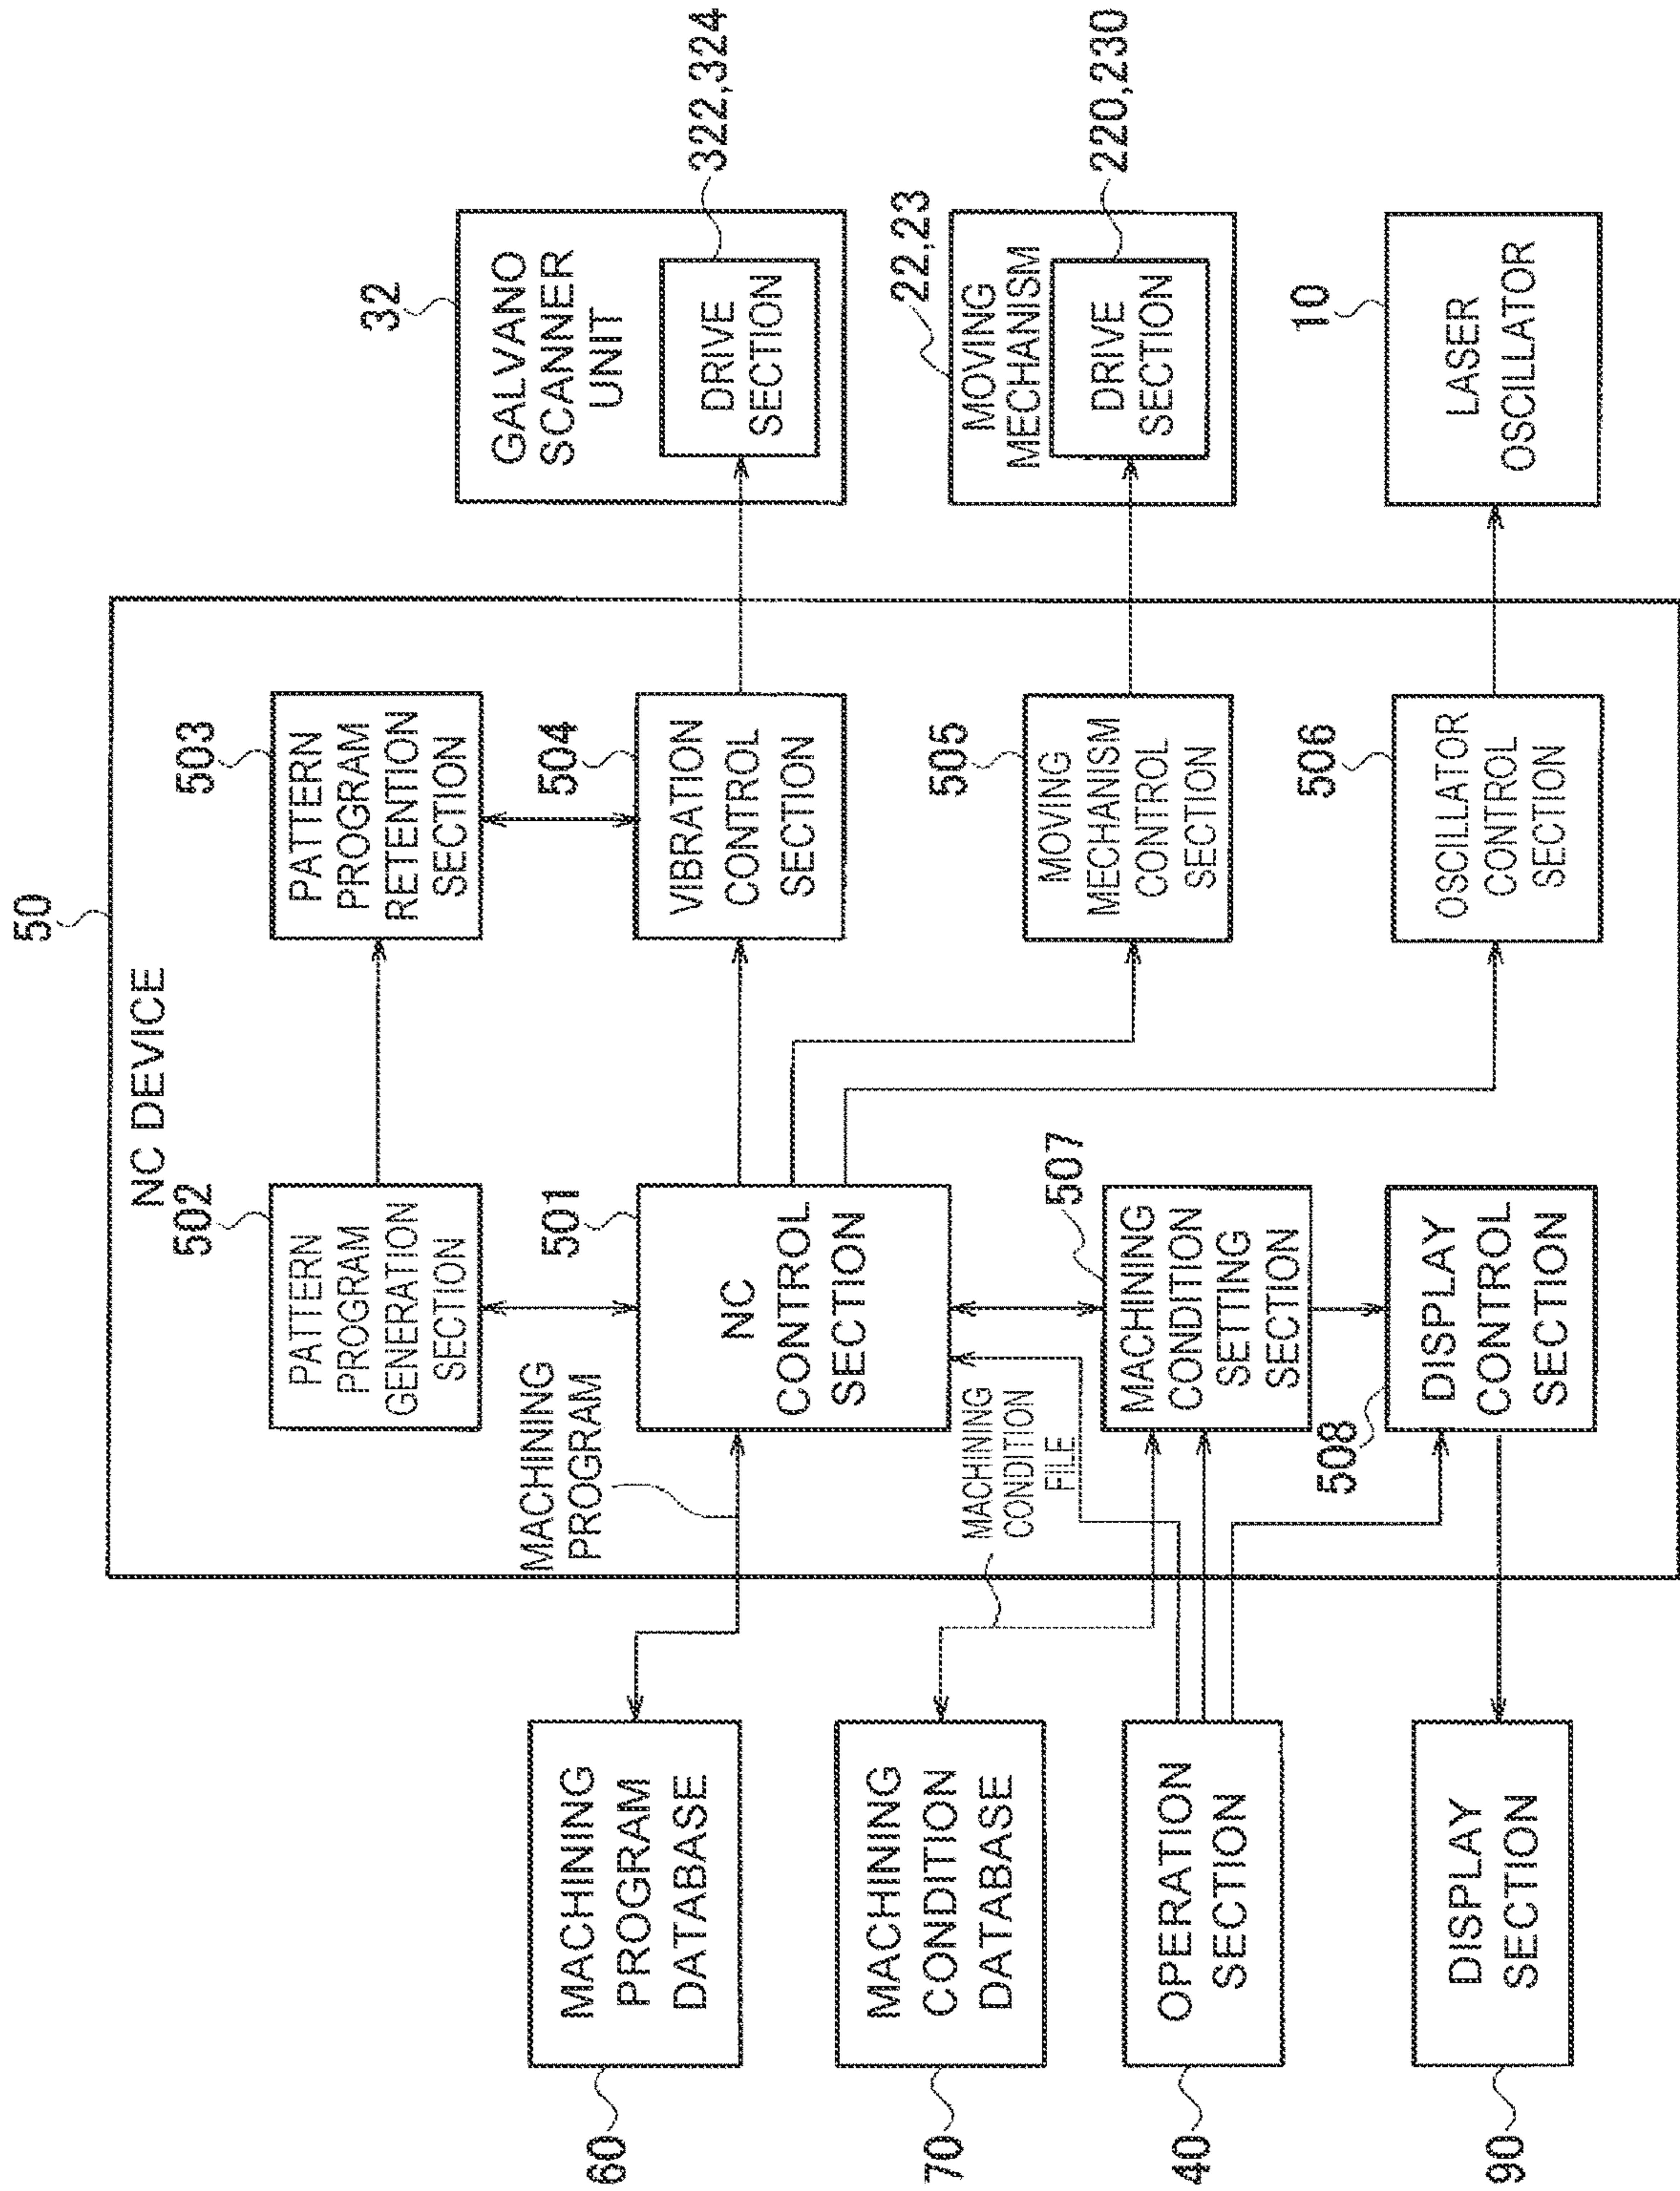 50
NC DEVICE
60
MACHINING
PROGRAM
DATABASE
70
MACHINING
CONDITION
DATABASE
40
OPERATION
SECTION
90
DISPLAY
SECTION
MACHINING
PROGRAM
MACHINING
CONDITION
FILE
502
PATTERN
PROGRAM
GENERATION
SECTION
501
NC
CONTROL
SECTION
507
MACHINING
CONDITION
SETTING
SECTION
508
DISPLAY
CONTROL
SECTION
503
PATTERN
PROGRAM
RETENTION
SECTION
504
VIBRATION
CONTROL
SECTION
505
MOVING
MECHANISM
CONTROL
SECTION
506
OSCILLATOR
CONTROL
SECTION
32
GALVANO
SCANNER
UNIT
DRIVE
SECTION
322,324
22,23
MOVING
MECHANISM
DRIVE
SECTION
220,230
10
LASER
OSCILLATOR